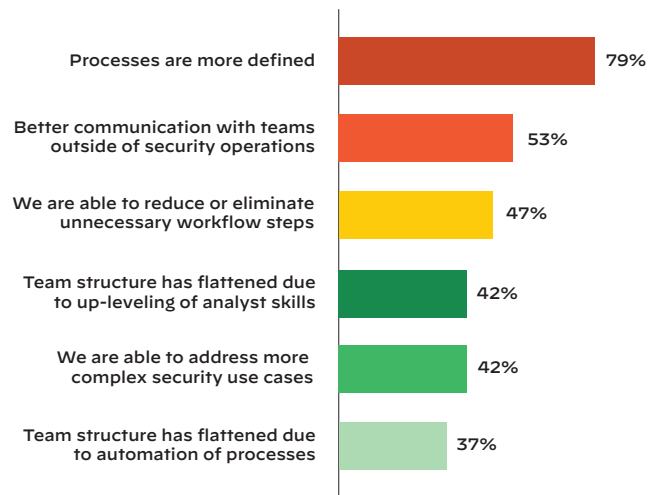 Processes are more defined
79%
Better communication with teams
outside of security operations
53%
We are able to reduce or eliminate
unnecessary workflow steps
47%
Team structure has flattened due
to up-leveling of analyst skills
42%
We are able to address more
complex security use cases
42%
Team structure has flattened due
to automation of processes
37%